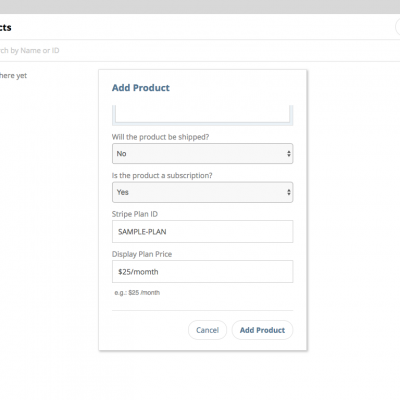 cts
rch by Name or ID
here yet
Add Product
Will the product be shipped?
No
Is the product a subscription?
Yes
Stripe Plan ID
SAMPLE-PLAN
Display Plan Price
$25/momth
e.g.: $25 /month
Cancel
Add Product